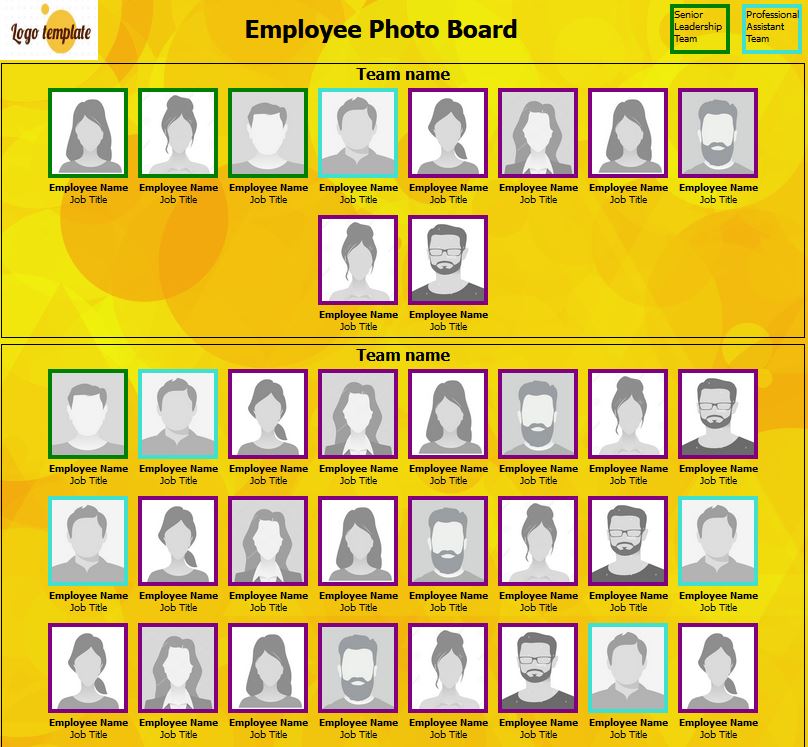 Logo template
Employee Photo Board
Senior
Leadership
Team
Professional
Assistant
Team
Team name
Employee Name Employee Name Employee Name Employee Name Employee Name Employee Name Employee Name Employee Name
Job Title Job Title Job Title Job Title Job Title Job Title Job Title Job Title
Employee Name Employee Name
Job Title Job Title
Team name
Employee Name Employee Name Employee Name Employee Name Employee Name Employee Name Employee Name Employee Name
Job Title Job Title Job Title Job Title Job Title Job Title Job Title Job Title
Employee Name Employee Name Employee Name Employee Name Employee Name Employee Name Employee Name Employee Name
Job Title Job Title Job Title Job Title Job Title Job Title Job Title Job Title
Employee Name Employee Name Employee Name Employee Name Employee Name Employee Name Employee Name Employee Name
Job Title Job Title Job Title Job Title Job Title Job Title Job Title Job Title